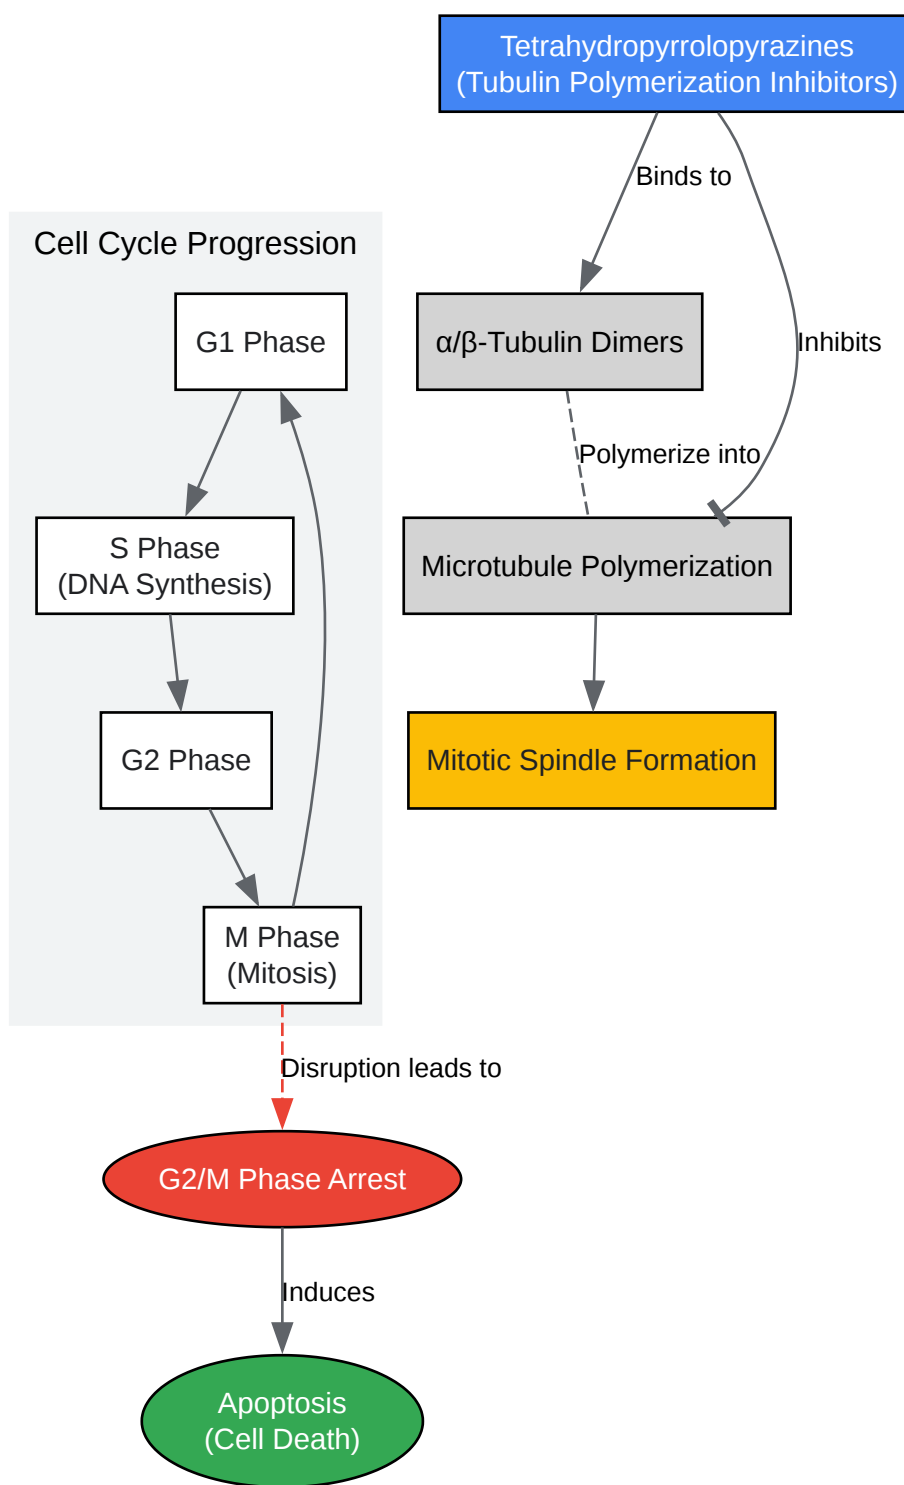 Tetrahydropyrrolopyrazines
(Tubulin Polymerization Inhibitors)
Binds to
Cell Cycle Progression
G1 Phase
α/β-Tubulin Dimers
Inhibits
Polymerize into
S Phase
(DNA Synthesis)
Microtubule Polymerization
G2 Phase
Mitotic Spindle Formation
M Phase
(Mitosis)
Disruption leads to
G2/M Phase Arrest
Induces
Apoptosis
(Cell Death)